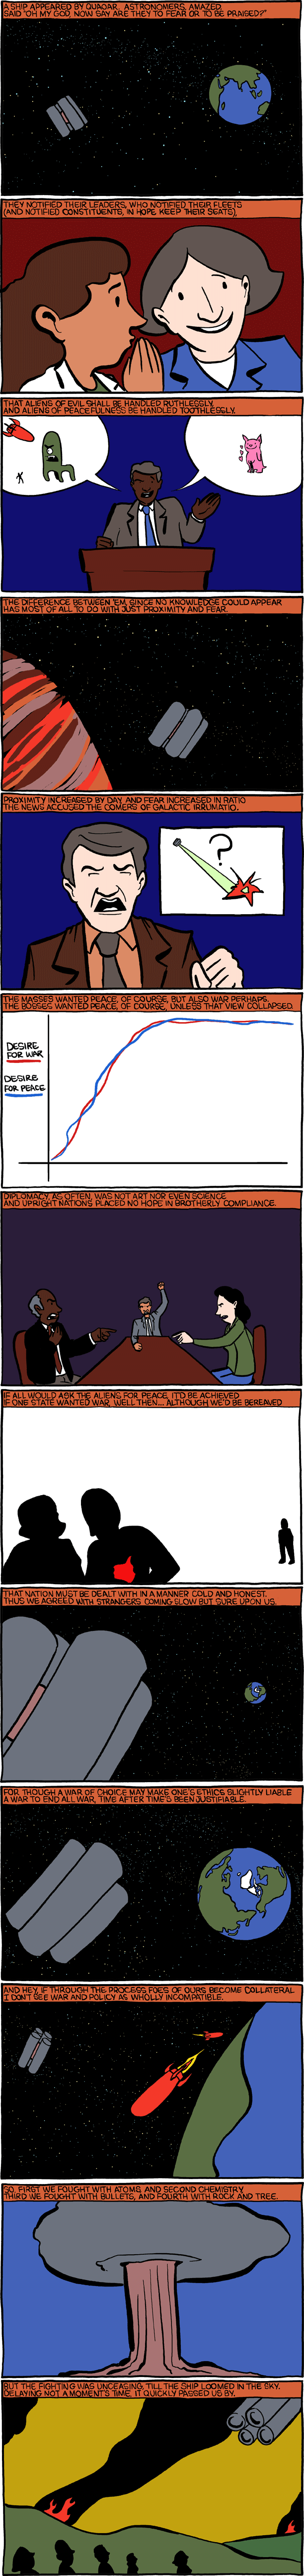 A SHIP APPEARED BY QUAOAR. ASTRONOMERS, AMAZED,
SAID "OH MY GOD, NOW SAY ARE THEY TO FEAR OR TO BE PRAISED?"
THEY NOTIFIED THEIR LEADERS, WHO NOTIFIED THEIR FLEETS
(AND NOTIFIED CONSTITUENTS, IN HOPE KEEP THEIR SEATS),
THAT ALIENS OF EVIL SHALL BE HANDLED RUTHLESSLY
AND ALIENS OF PEACEFULNESS BE HANDLED TOOTHLESSLY.
THE DIFFERENCE BETWEEN 'EM, SINCE NO KNOWLEDGE COULD APPEAR
HAS MOST OF ALL TO DO WITH JUST PROXIMITY AND FEAR.
PROXIMITY INCREASED BY DAY, AND FEAR INCREASED IN RATIO
THE NEWS ACCUSED THE COMERS OF GALACTIC IRRUMATIO.
?
THE MASSES WANTED PEACE, OF COURSE, BUT ALSO WAR PERHAPS.
THE BOSSES WANTED PEACE, OF COURSE, UNLESS THAT VIEW COLLAPSED.
DESIRE
FOR WAR
DESIRE
FOR PEACE
DIPLOMACY, AS OFTEN, WAS NOT ART NOR EVEN SCIENCE
AND UPRIGHT NATIONS PLACED NO HOPE IN BROTHERLY COMPLIANCE.
IF ALL WOULD ASK THE ALIENS FOR PEACE, IT'D BE ACHIEVED
IF ONE STATE WANTED WAR, WELL THEN... ALTHOUGH WE'D BE BEREAVED
THAT NATION MUST BE DEALT WITH IN A MANNER COLD AND HONEST.
THUS WE AGREED WITH STRANGERS COMING SLOW BUT SURE UPON US.
FOR THOUGH A WAR OF CHOICE MAY MAKE ONE'S ETHICS SLIGHTLY LIABLE
A WAR TO END ALL WAR, TIME AFTER TIME'S BEEN JUSTIFIABLE.
AND HEY, IF THROUGH THE PROCESS FOES OF OURS BECOME COLLATERAL
I DON'T SEE WAR AND POLICY AS WHOLLY INCOMPATIBLE.
SO, FIRST WE FOUGHT WITH ATOMS, AND SECOND CHEMISTRY,
THIRD WE FOUGHT WITH BULLETS, AND FOURTH WITH ROCK AND TREE.
BUT THE FIGHTING WAS UNCEASING, TILL THE SHIP LOOMED IN THE SKY.
DELAYING NOT A MOMENT'S TIME, IT QUICKLY PASSED US BY.